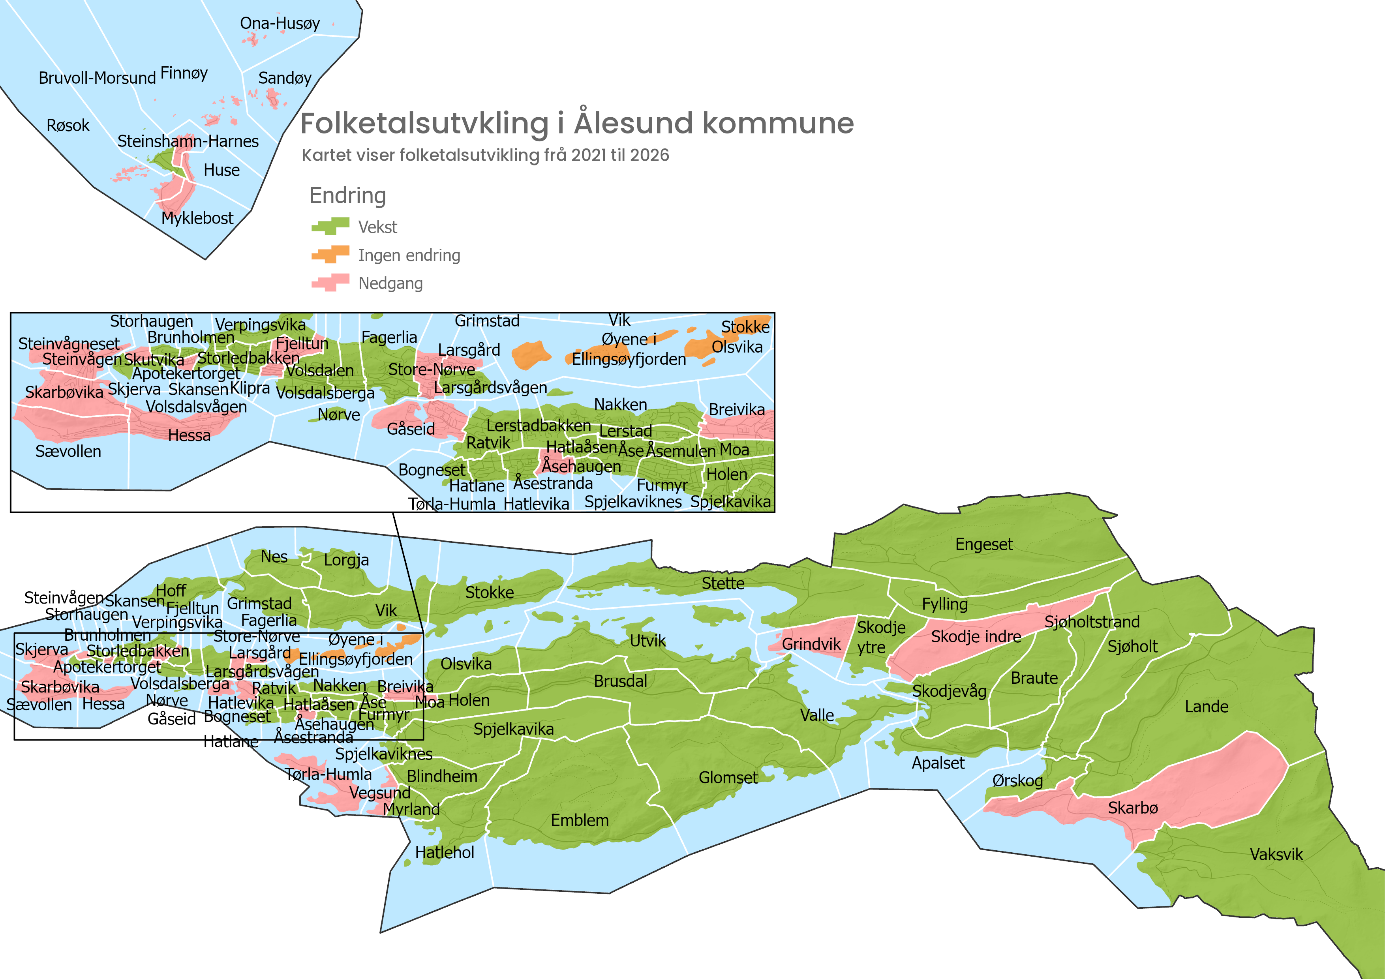 Ona-Husøy
Bruvoll-Morsund
Finnøy
Sandøy
Røsok
Steinshamn-Harnes
Huse
Myklebost
Folketalsutvkling i Ålesund kommune
Kartet viser folketalsutvikling frå 2021 til 2026
Endring
Vekst
Ingen endring
Nedgang
Storhaugen
Verpingsvika
Grimstad
Vik
Stokke
Steinvågneset
Brunholmen
Fjelltun
Fagerlia
Øyene i
Ellingsøyfjorden
Olsvika
Steinvågen
Skutvika
Storledbakken
Larsgård
Apotekertorget
Volsdalen
Store-Nørve
Skarbøvika
Skjerva
Skansen
Klipra
Volsdalsberga
Larsgårdsvågen
Volsdalsvågen
Nørve
Nakken
Breivika
Hessa
Gåseid
Lerstadbakken
Lerstad
Sævollen
Ratvik
Hatlaåsen
Åse
Åsemulen
Moa
Bogneset
Åsehaugen
Holen
Hatlane
Åsestranda
Furmyr
Tørla-Humla
Hatlevika
Spjelkaviknes
Spjelkavika
Nes
Lorgja
Engeset
Hoff
Stette
Steinvågen
Skansen
Stokke
Storhaugen
Fjelltun
Grimstad
Vik
Fylling
Verpingsvika
Fagerlia
Sjøholtstrand
Brunholmen
Store-Nørve
Øyene i
Ellingsøyfjorden
Utvik
Grindvik
Skodje
ytre
Skodje indre
Sjøholt
Skjerva
Storledbakken
Larsgård
Apotekertorget
Larsgårdsvågen
Olsvika
Skarbøvika
Volsdalsberga
Ratvik
Nakken
Breivika
Brusdal
Braute
Skodjevåg
Sævollen
Hessa
Nørve
Hatlevika
Hatlaåsen
Åse
Moa
Holen
Lande
Gåseid
Bogneset
Furmyr
Valle
Åsehaugen
Spjelkavika
Hatlane
Åsestranda
Spjelkaviknes
Apalset
Tørla-Humla
Blindheim
Glomset
Ørskog
Vegsund
Myrland
Skarbø
Emblem
Hatlehol
Vaksvik